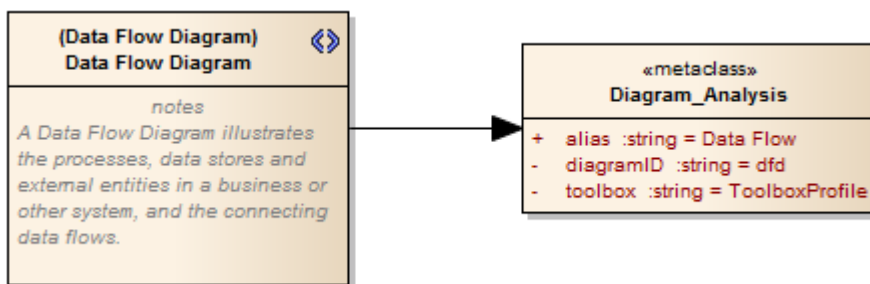 (Data Flow Diagram)
Data Flow Diagram
notes
A Data Flow Diagram illustrates
the processes, data stores and
external entities in a business or
other system, and the connecting
data flows.
«metaclass»
Diagram_Analysis
+ alias :string = Data Flow
- diagramID :string = dfd
- toolbox :string = ToolboxProfile